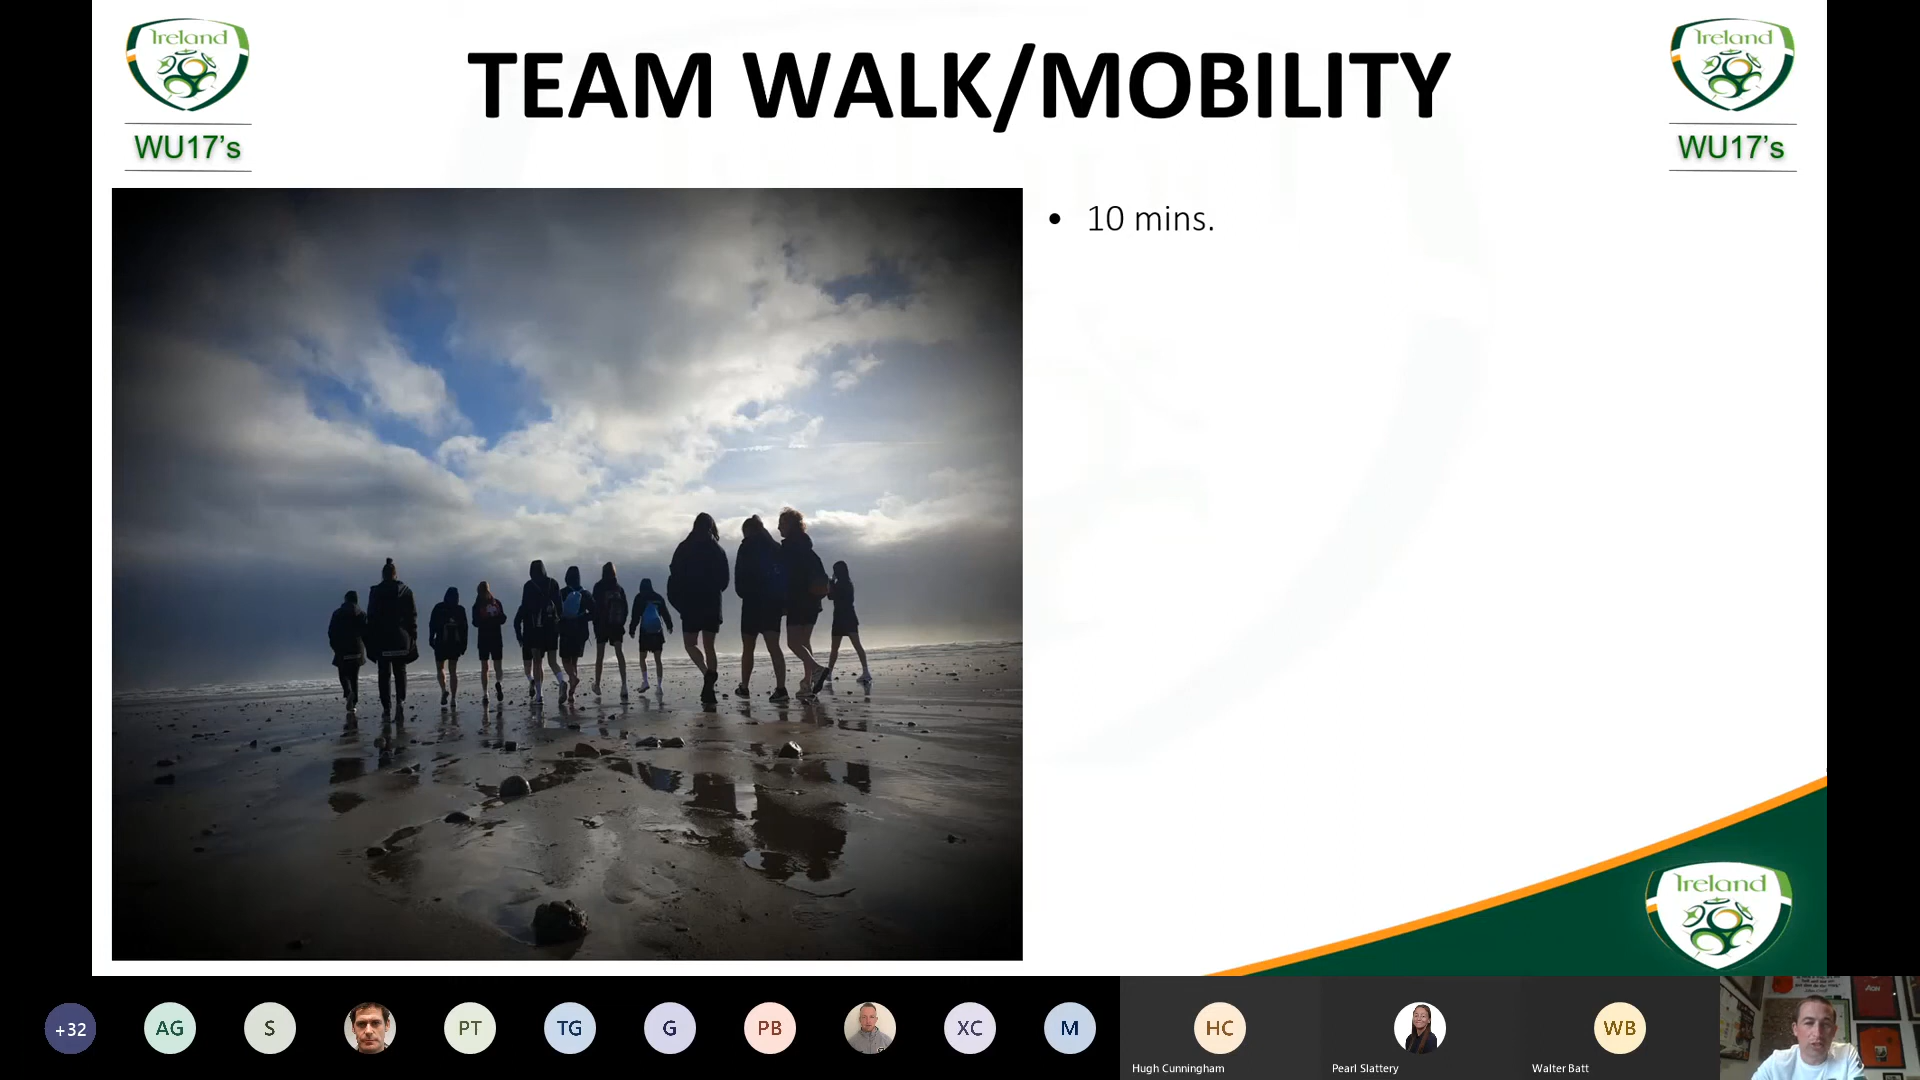 Ireland
WU17's
TEAM WALK/MOBILITY
Ireland
WU17's
• 10 mins.
Ireland
+32
AG
S
PT
TG
G
PB
XC
M
HC
Hugh Cunningham
Pearl Slattery
WB
Walter Batt
AON